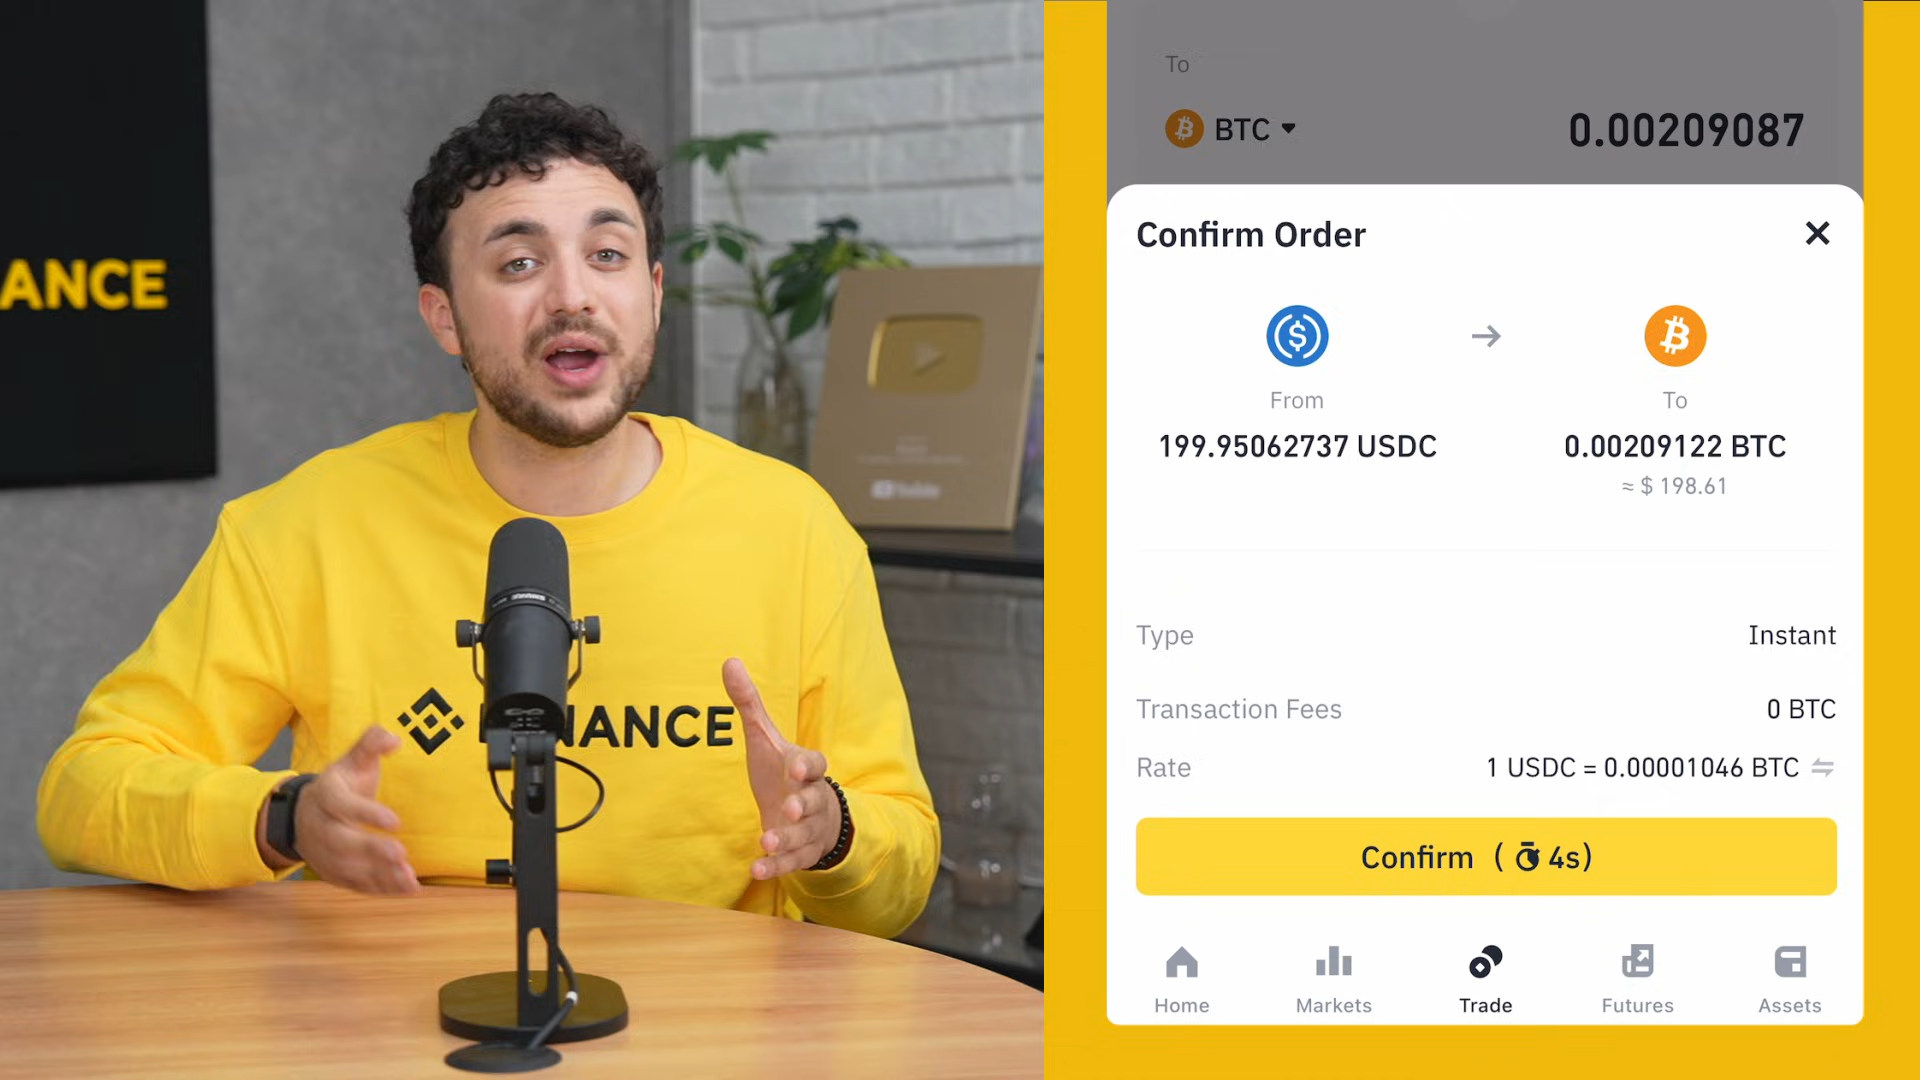 ANCE
NANCE
YouTube
To
BTC
0.00209087
Confirm Order
From
To
199.95062737 USDC
0.00209122 BTC
≈ $ 198.61
Type
Instant
Transaction Fees
0 BTC
Rate
1 USDC = 0.00001046 BTC
Confirm ( 4s)
Home
Markets
Trade
Futures
Assets